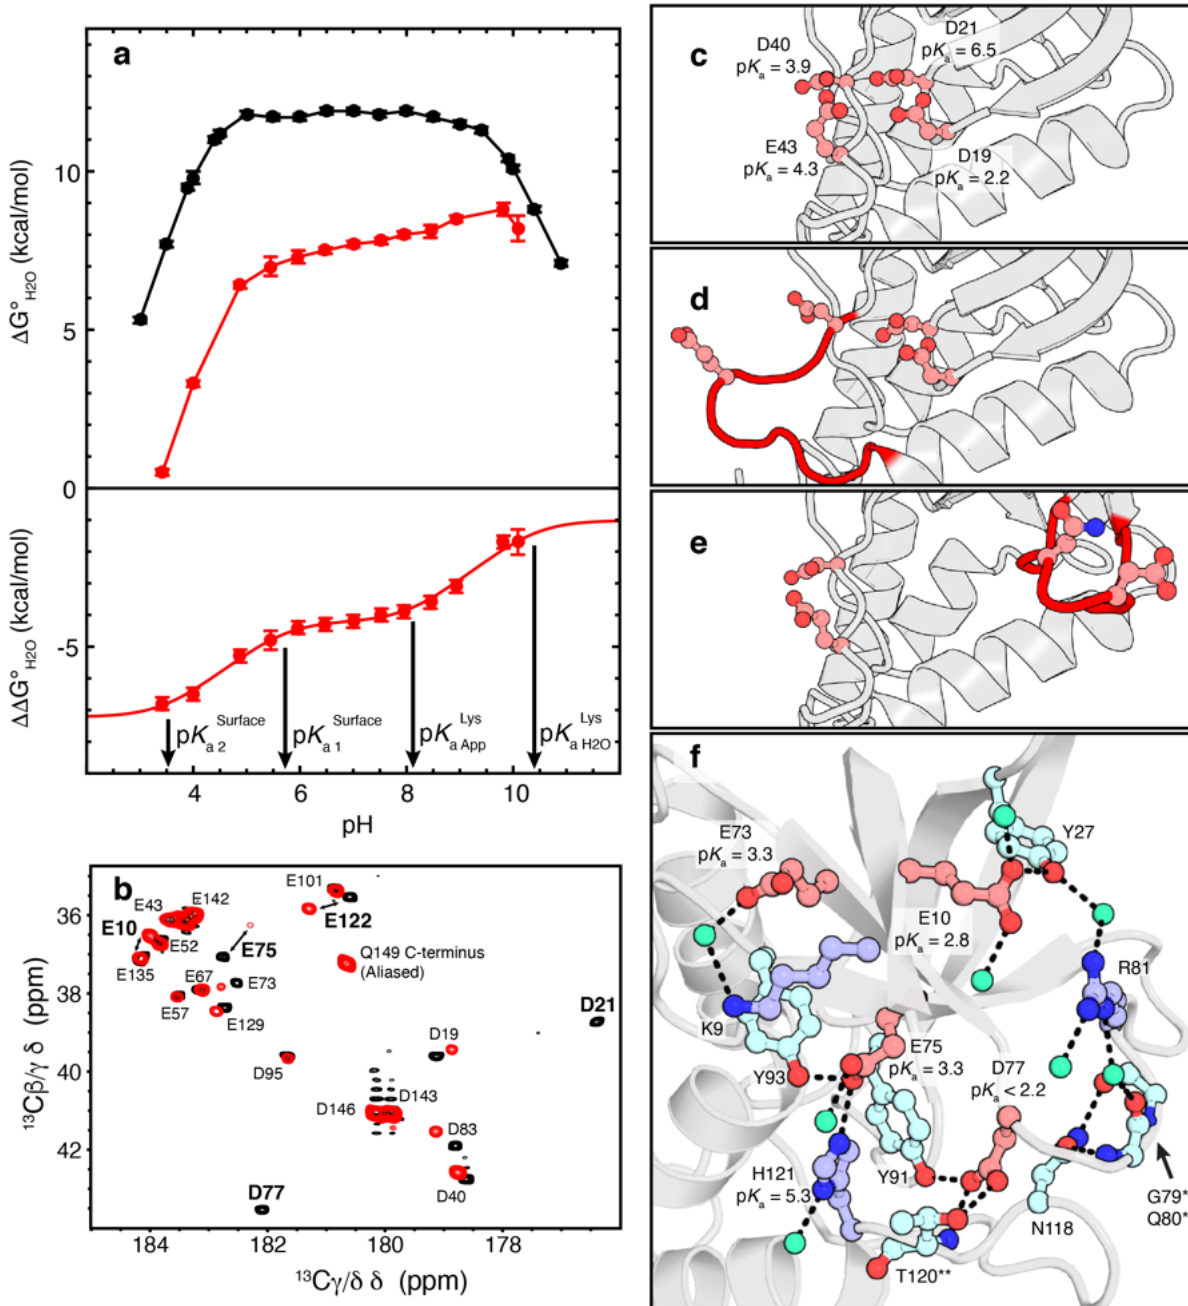 a
ΔG°H2O (kcal/mol)
10
5
0
ΔΔG°H2O (kcal/mol)
-5
pKa 2 Surface
pKa 1 Surface
pKa App Lys
pKa H2O Lys
4
6
8
10
pH
b
13Cβ/γ δ (ppm)
36
38
40
42
E101
E122
E43
E142
E10
E52
E75
E135
Q149 C-terminus
(Aliased)
E67
E73
E57
E129
D21
D19
D95
D146
D143
D83
D40
D77
184
182
180
178
13Cγ/δ δ (ppm)
c
D40
pKa = 3.9
D21
pKa = 6.5
E43
pKa = 4.3
D19
pKa = 2.2
d
e
f
Y27
E73
pKa = 3.3
E10
pKa = 2.8
R81
K9
Y93
E75
pKa = 3.3
D77
pKa < 2.2
H121
pKa = 5.3
Y91
N118
G79*
Q80*
T120**